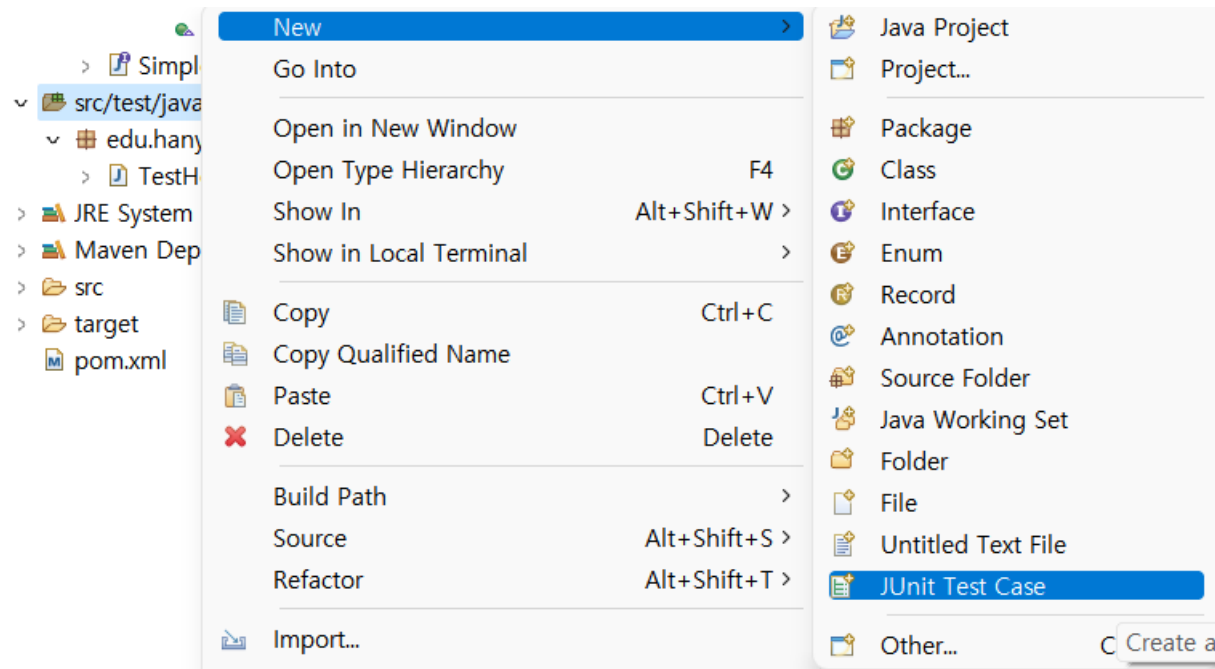 Simpl
src/test/java
edu.hany
TestH
JRE System
Maven Dep
src
target
pom.xml
New
Go Into
Open in New Window
Open Type Hierarchy F4
Show In Alt+Shift+W
Show in Local Terminal
Copy Ctrl+C
Copy Qualified Name
Paste Ctrl+V
Delete Delete
Build Path
Source Alt+Shift+S
Refactor Alt+Shift+T
Import...
Java Project
Project...
Package
Class
Interface
Enum
Record
Annotation
Source Folder
Java Working Set
Folder
File
Untitled Text File
JUnit Test Case
Other... C
Create a